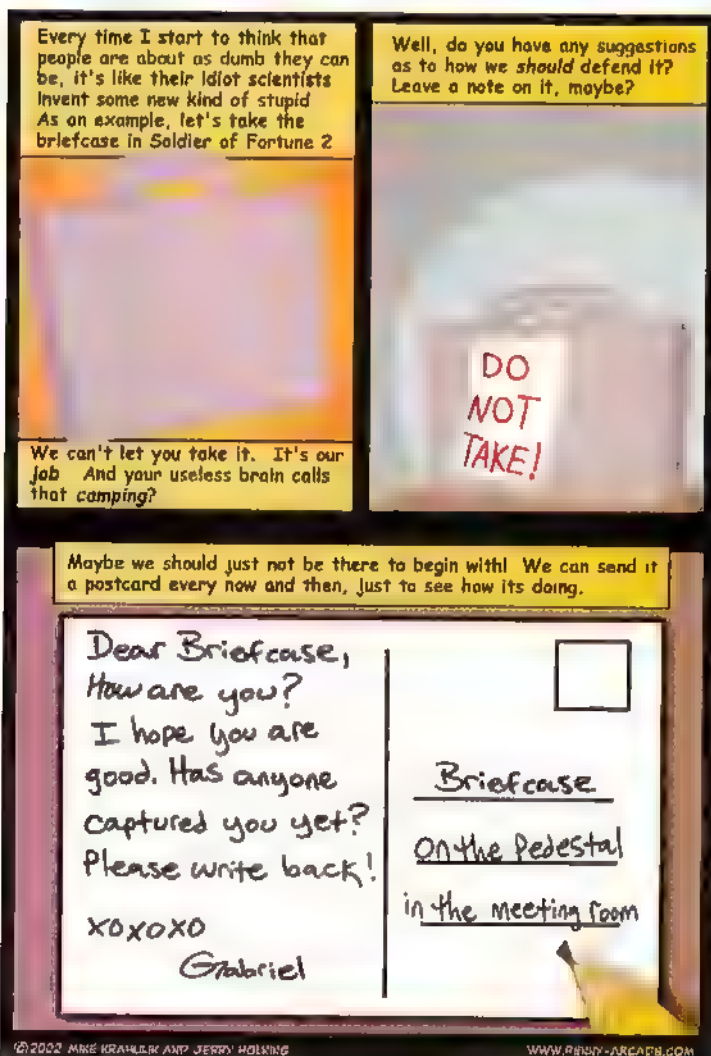 Every time I start to think that
people are about as dumb they can
be, it's like their idiot scientists
invent some new kind of stupid
As an example, let's take the
briefcase in Soldier of Fortune 2
We can't let you take it. It's our
job And your useless brain calls
that camping?
Well, do you have any suggestions
as to how we should defend it?
Leave a note on it, maybe?
DO
NOT
TAKE!
Maybe we should just not be there to begin with! We can send it
a postcard every now and then, just to see how its doing.
Dear Briefcase,
How are you?
I hope you are
good. Has anyone
captured you yet?
Please write back!
xoxoxo
Gabriel
Briefcase
on the Pedestal
in the meeting room
©2002 MIKE KRAHULIK AND JERRY HOLKINS
WWW.PENNY-ARCADE.COM